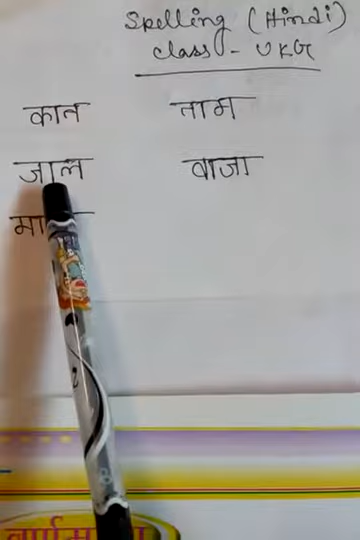 Spelling (Hindi)
Class - UKG
कान नाम
जाल बाजा